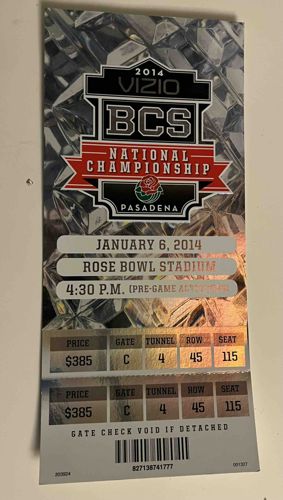 2014
VIZIO
BCS
NATIONAL
CHAMPIONSHIP
PASADENA
JANUARY 6, 2014
ROSE BOWL STADIUM
4:30 P.M. (PRE-GAME
PRICE GATE TUNNEL ROW SEAT
$385 C 4 45 115
PRICE GATE TUNNEL ROW SEAT
$385 C 4 45 115
GATE CHECK VOID IF DETACHED
827138741777